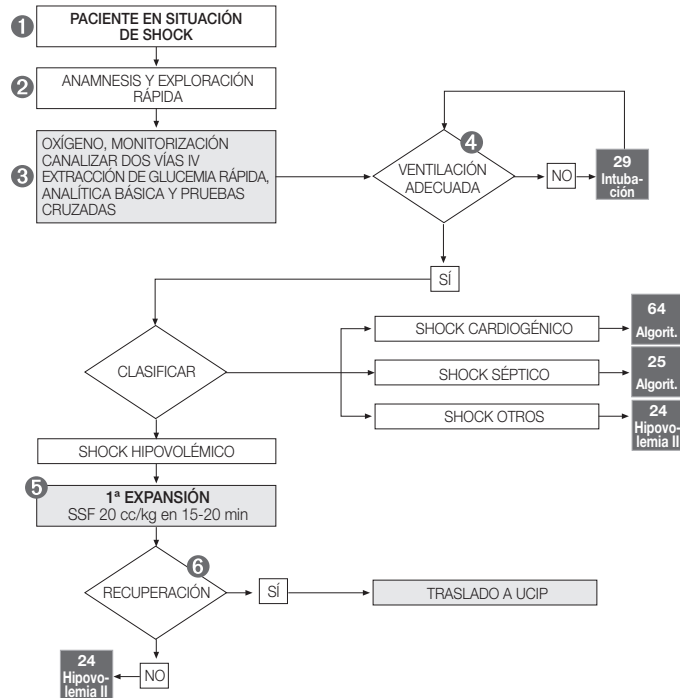 1
PACIENTE EN SITUACIÓN
DE SHOCK
2
ANAMNESIS Y EXPLORACIÓN
RÁPIDA
3
OXÍGENO, MONITORIZACIÓN
CANALIZAR DOS VÍAS IV
EXTRACCIÓN DE GLUCEMIA RÁPIDA,
ANALÍTICA BÁSICA Y PRUEBAS
CRUZADAS
4
VENTILACIÓN
ADECUADA
NO
29
Intuba-
ción
SÍ
CLASIFICAR
SHOCK CARDIOGÉNICO
64
Algorit.
SHOCK SÉPTICO
25
Algorit.
SHOCK OTROS
24
Hipovo-
lemia II
SHOCK HIPOVOLÉMICO
5
1ª EXPANSIÓN
SSF 20 cc/kg en 15-20 min
6
RECUPERACIÓN
SÍ
TRASLADO A UCIP
NO
24
Hipovo-
lemia II